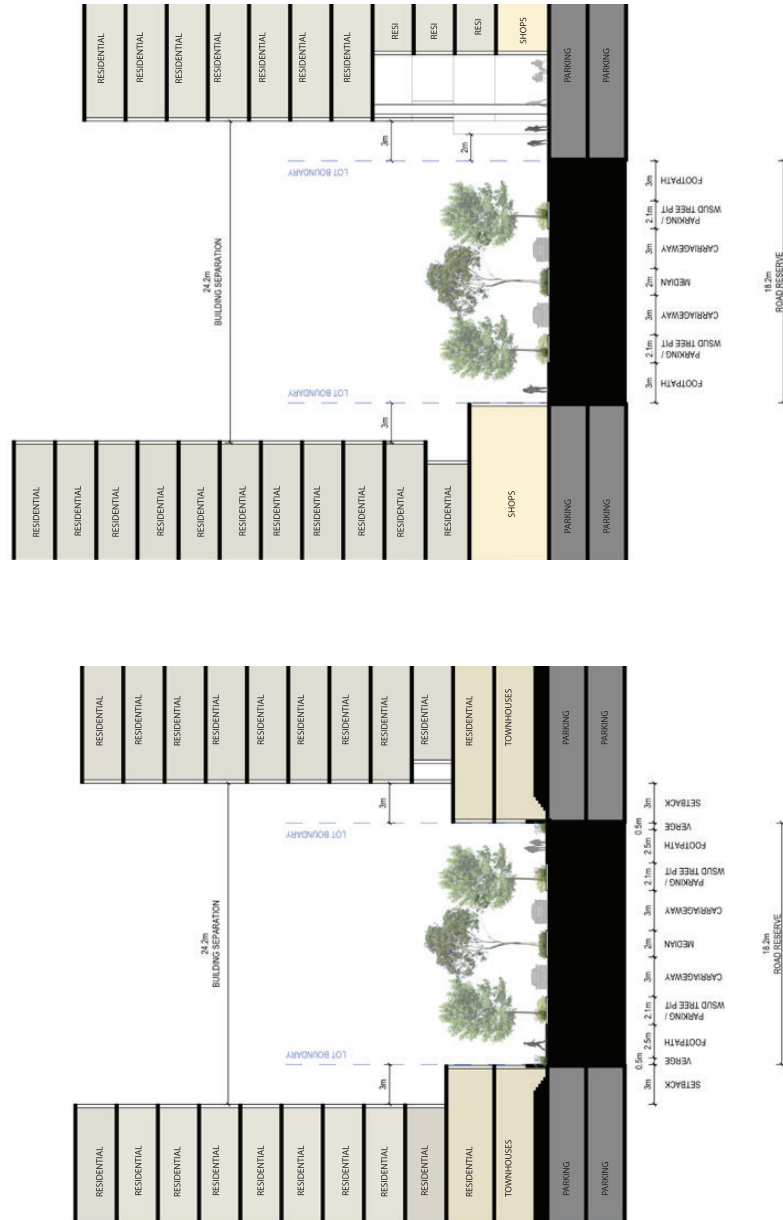 RESIDENTIAL
RESIDENTIAL
RESIDENTIAL
RESIDENTIAL
RESIDENTIAL
RESIDENTIAL
RESIDENTIAL
RESI
RESI
RESI
SHOPS
PARKING
PARKING
3m
2m
LOT BOUNDARY
24.2m
BUILDING SEPARATION
3m
FOOTPATH
2.1m
PARKING /
WSUD TREE PIT
3m
CARRIAGEWAY
2m
MEDIAN
3m
CARRIAGEWAY
2.1m
PARKING /
WSUD TREE PIT
3m
FOOTPATH
18.2m
ROAD RESERVE
LOT BOUNDARY
3m
RESIDENTIAL
RESIDENTIAL
RESIDENTIAL
RESIDENTIAL
RESIDENTIAL
RESIDENTIAL
RESIDENTIAL
RESIDENTIAL
RESIDENTIAL
RESIDENTIAL
RESIDENTIAL
SHOPS
PARKING
PARKING
RESIDENTIAL
RESIDENTIAL
RESIDENTIAL
RESIDENTIAL
RESIDENTIAL
RESIDENTIAL
RESIDENTIAL
RESIDENTIAL
RESIDENTIAL
RESIDENTIAL
TOWNHOUSES
PARKING
PARKING
3m
LOT BOUNDARY
24.2m
BUILDING SEPARATION
3m
SETBACK
0.5m
VERGE
2.5m
FOOTPATH
2.1m
PARKING /
WSUD TREE PIT
3m
CARRIAGEWAY
2m
MEDIAN
3m
CARRIAGEWAY
2.1m
PARKING /
WSUD TREE PIT
2.5m
FOOTPATH
0.5m
VERGE
3m
SETBACK
18.2m
ROAD RESERVE
LOT BOUNDARY
3m
RESIDENTIAL
RESIDENTIAL
RESIDENTIAL
RESIDENTIAL
RESIDENTIAL
RESIDENTIAL
RESIDENTIAL
RESIDENTIAL
RESIDENTIAL
RESIDENTIAL
TOWNHOUSES
PARKING
PARKING